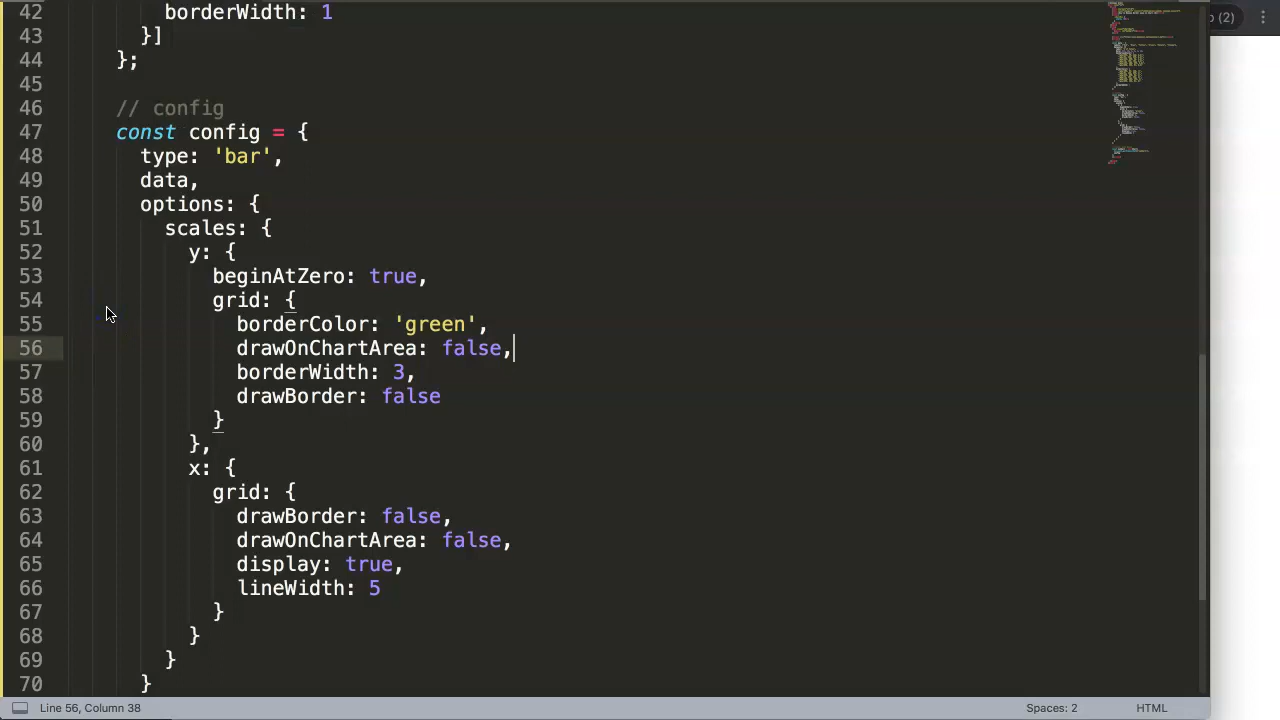 42 borderWidth: 1
43 }]
44 };
45
46 // config
47 const config = {
48 type: 'bar',
49 data,
50 options: {
51 scales: {
52 y: {
53 beginAtZero: true,
54 grid: {
55 borderColor: 'green',
56 drawOnChartArea: false,
57 borderWidth: 3,
58 drawBorder: false
59 }
60 },
61 x: {
62 grid: {
63 drawBorder: false,
64 drawOnChartArea: false,
65 display: true,
66 lineWidth: 5
67 }
68 }
69 }
70 }
(2)
Line 56, Column 38 Spaces: 2 HTML